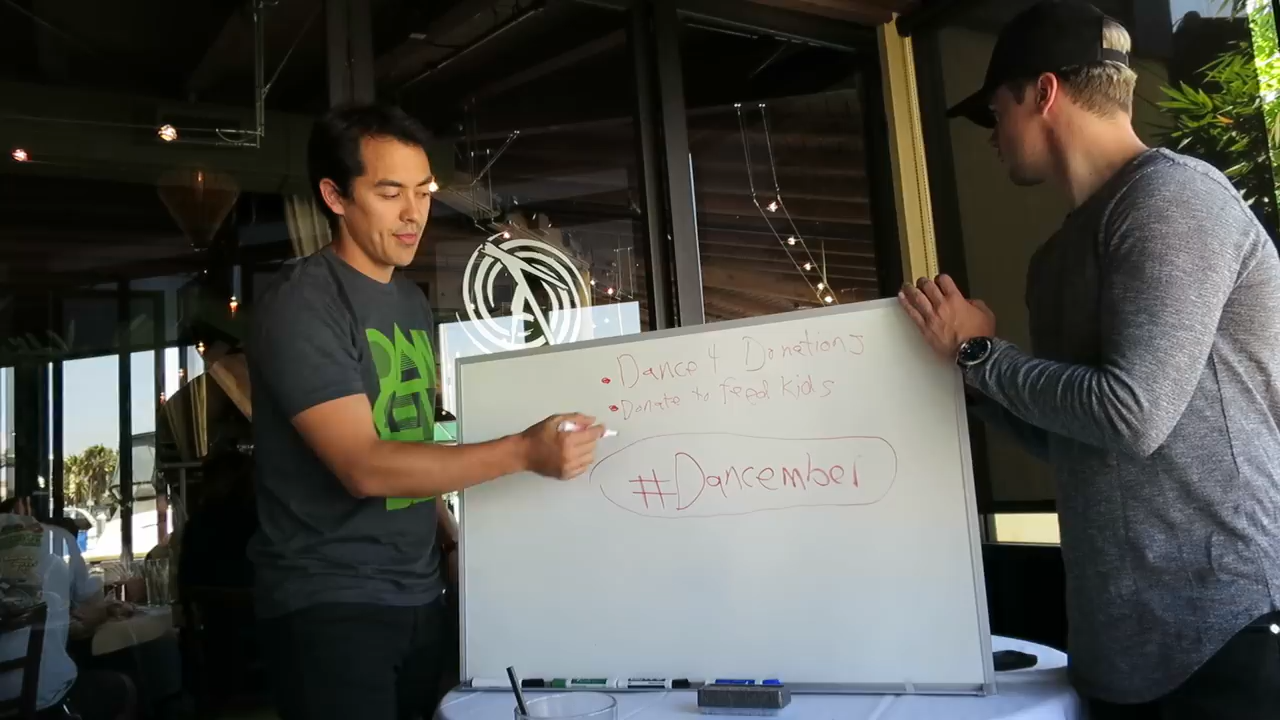 • Dance 4 Donations
• Donate to feed kids
#Dancember